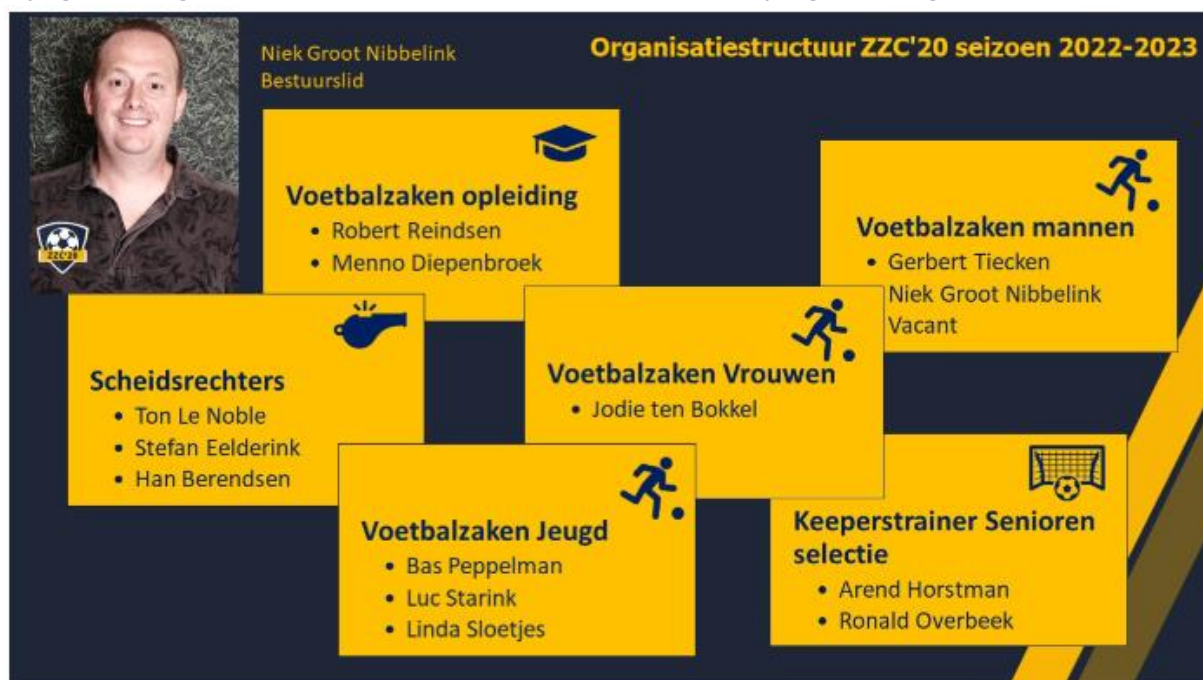 Organisatiestructuur ZZC'20 seizoen 2022-2023
Niek Groot Nibbelink
Bestuurslid
ZZC'20
Voetbalzaken opleiding
• Robert Reindsen
• Menno Diepenbroek
Voetbalzaken mannen
• Gerbert Tiecken
Niek Groot Nibbelink
Vacant
Scheidsrechters
• Ton Le Noble
• Stefan Eelderink
• Han Berendsen
Voetbalzaken Vrouwen
• Jodie ten Bokkel
Voetbalzaken Jeugd
• Bas Peppelman
• Luc Starink
• Linda Sloetjes
Keeperstrainer Senioren
selectie
• Arend Horstman
• Ronald Overbeek